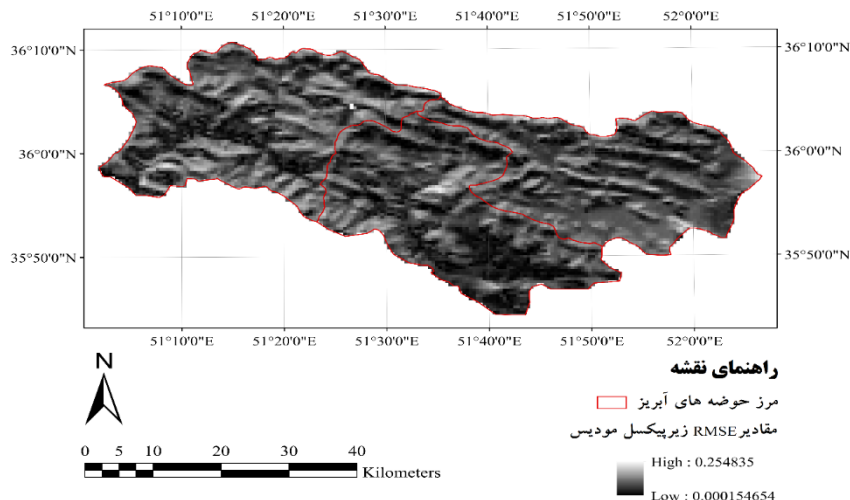 51°10'0"E 51°20'0"E 51°30'0"E 51°40'0"E 51°50'0"E 52°0'0"E
36°10'0"N 36°10'0"N
36°0'0"N 36°0'0"N
35°50'0"N 35°50'0"N
51°10'0"E 51°20'0"E 51°30'0"E 51°40'0"E 51°50'0"E 52°0'0"E
N
راهنمای نقشه
مرز حوضه های آبریز
مقادیر RMSE زیرپیکسل مودیس
0 5 10 20 30 40
Kilometers
High : 0.254835
Low : 0.000154654